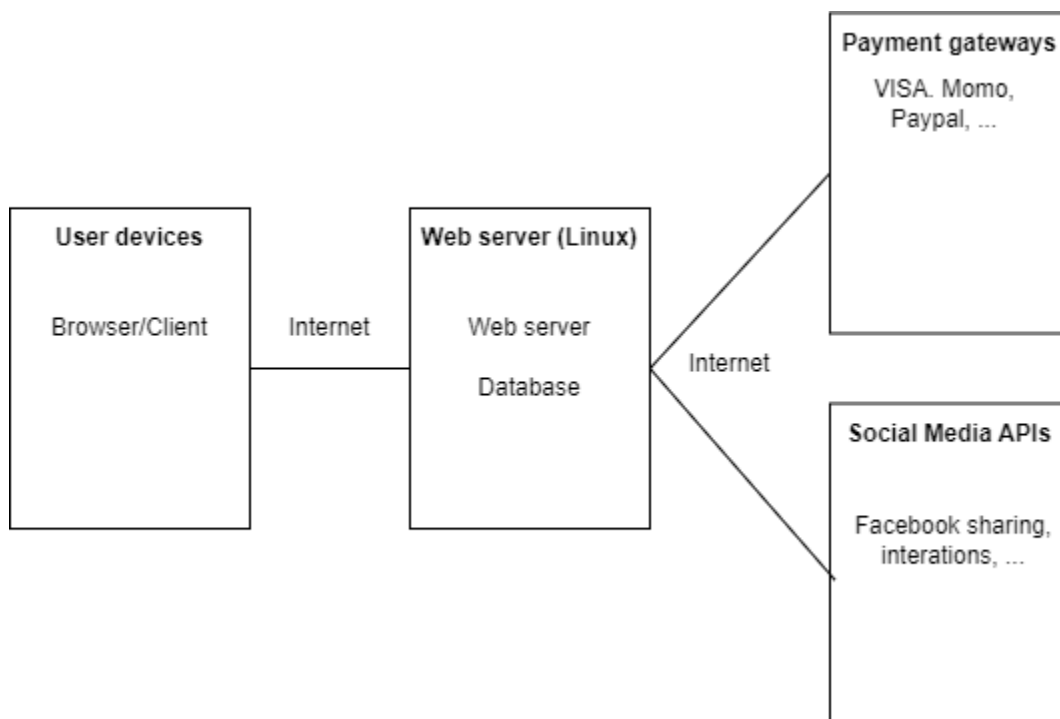 Payment gateways
VISA. Momo,
Paypal, ...
User devices
Browser/Client
Internet
Web server (Linux)
Web server
Database
Internet
Social Media APIs
Facebook sharing,
interations, ...